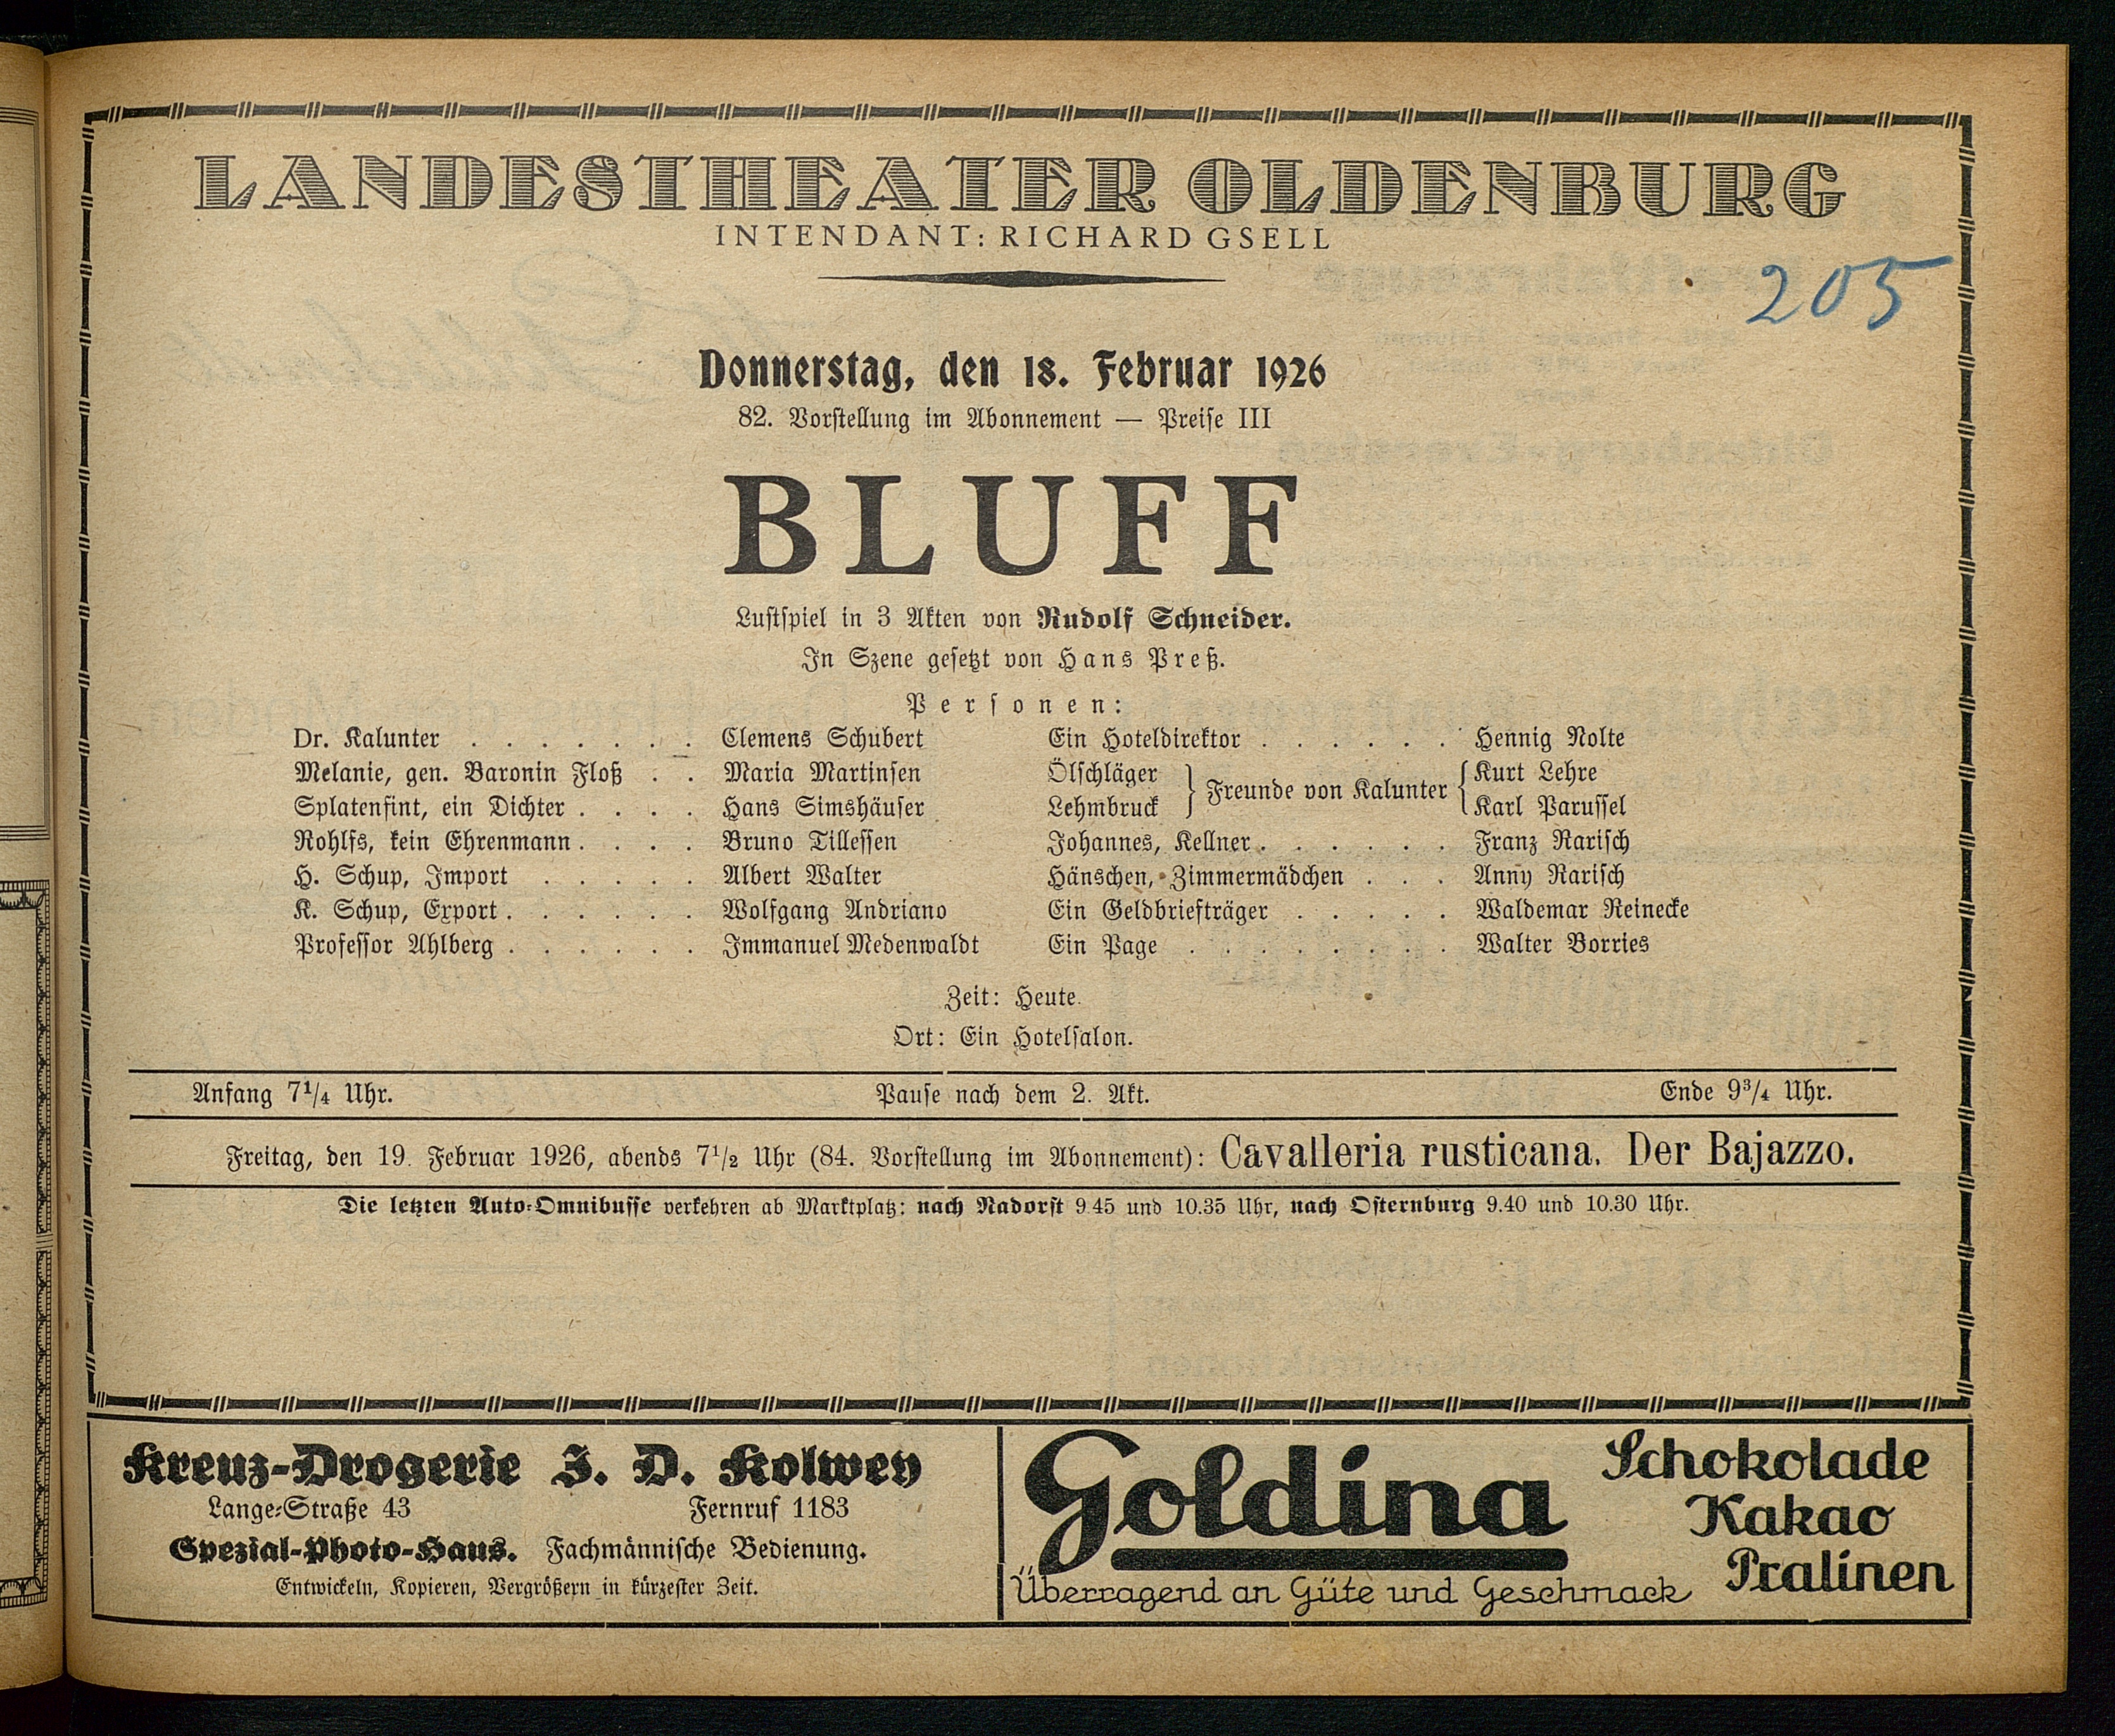 LANDESTHEATER OLDENBURG
INTENDANT: RICHARD GSELL
205
Donnerstag, den 18. Februar 1926
82. Vorstellung im Abonnement — Preise III
BLUFF
Lustspiel in 3 Akten von Rudolf Schneider.
In Szene gesetzt von Hans Preß.
Personen:
Dr. Kalunter . . . . . . . Clemens Schubert
Melanie, gen. Baronin Floß . . Maria Martinsen
Splatenfint, ein Dichter . . . . Hans Simshäuser
Rohlfs, kein Ehrenmann . . . . Bruno Tillessen
H. Schup, Import . . . . . Albert Walter
K. Schup, Export . . . . . . Wolfgang Andriano
Professor Ahlberg . . . . . . Immanuel Medenwaldt
Ein Hoteldirektor . . . . . . Hennig Nolte
Ölschläger } Freunde von Kalunter { Kurt Lehre
Lehmbruck } { Karl Parussel
Johannes, Kellner . . . . . . Franz Rarisch
Hänschen, Zimmermädchen . . . Anny Rarisch
Ein Geldbriefträger . . . . . Waldemar Reinecke
Ein Page . . . . . . . . Walter Borries
Zeit: Heute.
Ort: Ein Hotelsalon.
Anfang 7¼ Uhr. Pause nach dem 2. Akt. Ende 9¾ Uhr.
Freitag, den 19. Februar 1926, abends 7½ Uhr (84. Vorstellung im Abonnement): Cavalleria rusticana. Der Bajazzo.
Die letzten Auto-Omnibusse verkehren ab Marktplatz: nach Nadorst 9.45 und 10.35 Uhr, nach Osternburg 9.40 und 10.30 Uhr.
Kreuz-Drogerie J. D. Kolwey
Lange-Straße 43 Fernruf 1183
Spezial-Photo-Haus. Fachmännische Bedienung.
Entwickeln, Kopieren, Vergrößern in kürzester Zeit.
Goldina
Schokolade
Kakao
Pralinen
Überragend an Güte und Geschmack